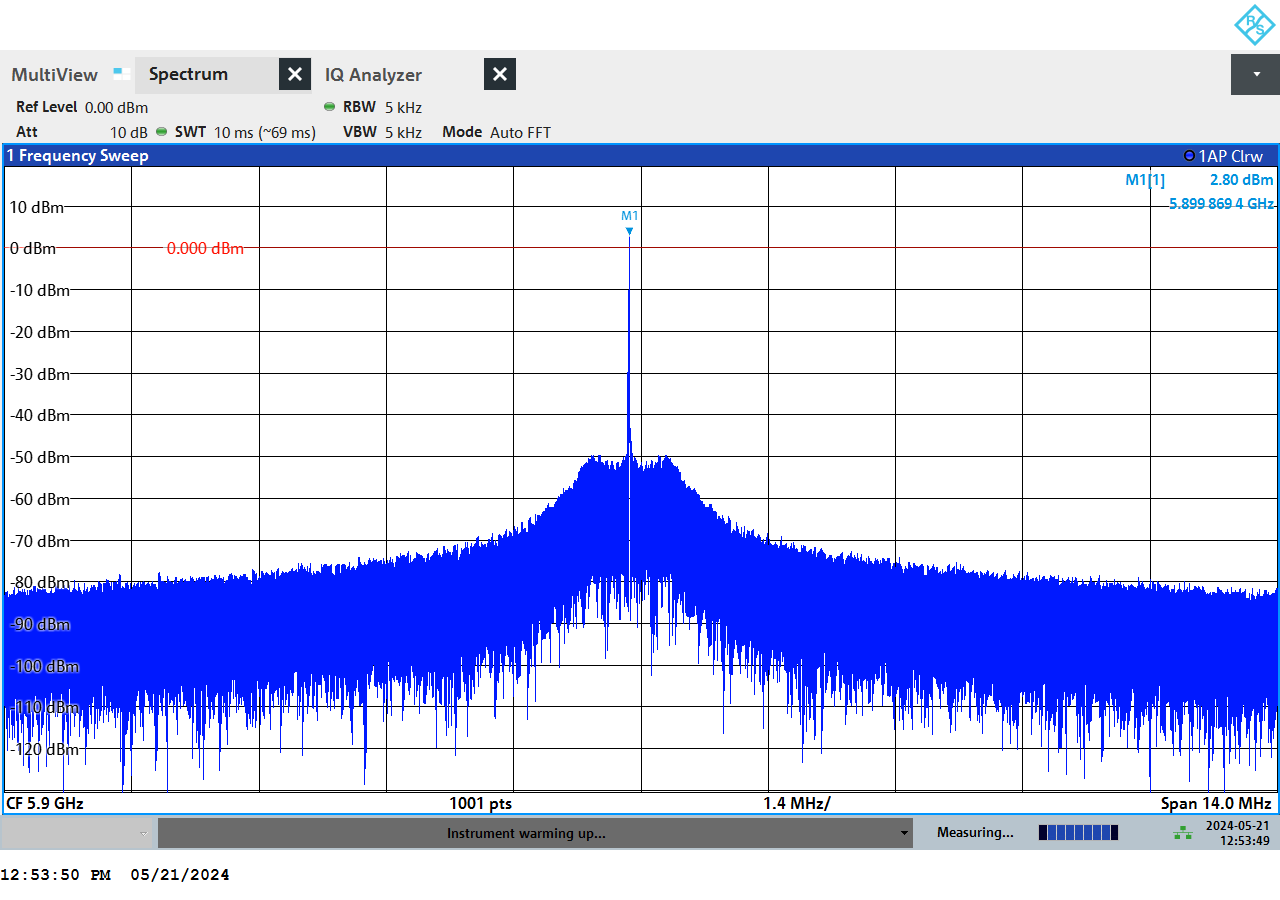 R S
MultiView Spectrum IQ Analyzer
Ref Level 0.00 dBm RBW 5 kHz
Att 10 dB SWT 10 ms (~69 ms) VBW 5 kHz Mode Auto FFT
1 Frequency Sweep 1AP Clrw
M1[1] 2.80 dBm
5.899 869 4 GHz
10 dBm
M1
0 dBm 0.000 dBm
-10 dBm
-20 dBm
-30 dBm
-40 dBm
-50 dBm
-60 dBm
-70 dBm
-80 dBm
-90 dBm
-100 dBm
-110 dBm
-120 dBm
CF 5.9 GHz 1001 pts 1.4 MHz/ Span 14.0 MHz
Instrument warming up... Measuring... 2024-05-21
12:53:49
12:53:50 PM 05/21/2024